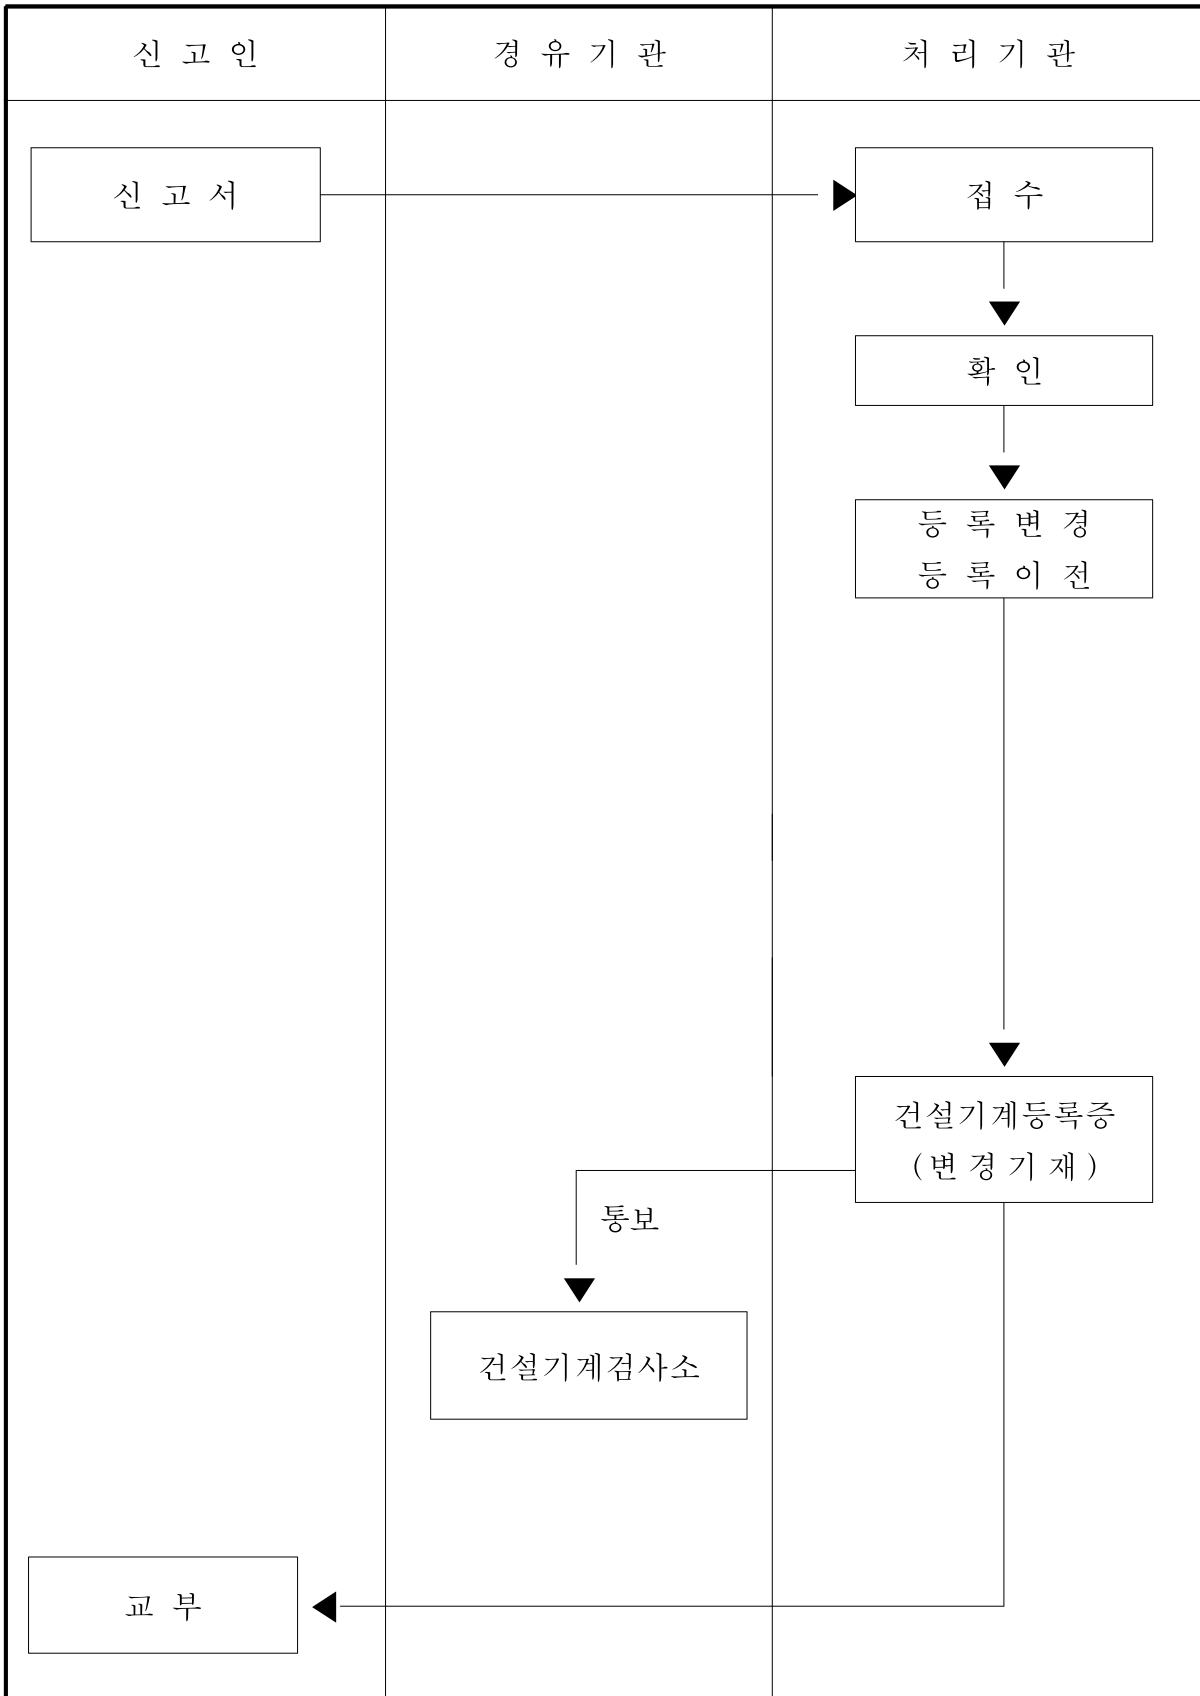 신 고 인
경 유 기 관
처 리 기 관
신 고 서
접 수
확 인
등 록 변 경
등 록 이 전
건설기계등록증
(변 경 기 재)
통보
건설기계검사소
교 부